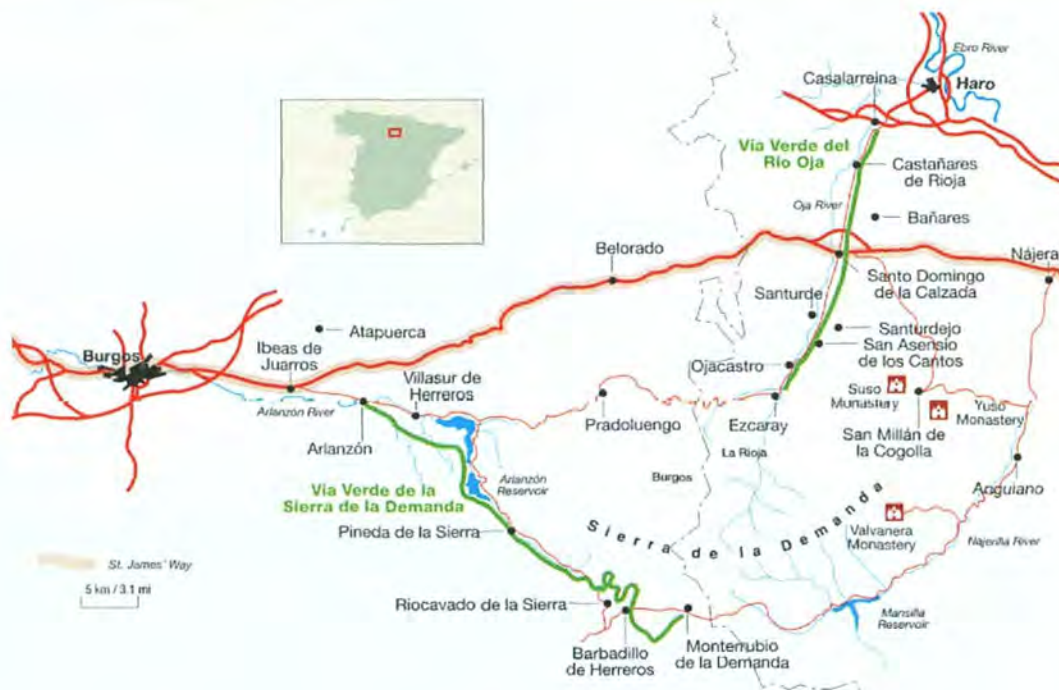 Ebro River
Casalarreina
Haro
Vía Verde del
Río Oja
Castañares
de Rioja
Oja River
Bañares
Belorado
Nájera
Santo Domingo
de la Calzada
Santurde
Atapuerca
Santurdejo
Burgos
Ibeas de
Juarros
San Asensio
de los Cantos
Ojacastro
Villasur de
Herreros
Suso
Monastery
Yuso
Monastery
Arlanzón River
Pradoluengo
Ezcaray
San Millán de
la Cogolla
Arlanzón
La Rioja
Burgos
Arlanzón
Reservoir
Anguiano
Vía Verde de la
Sierra de la Demanda
Sierra de la Demanda
Valvanera
Monastery
Pineda de la Sierra
Najerilla River
St. James' Way
5 km / 3.1 mi
Riocavado de la Sierra
Mansilla
Reservoir
Barbadillo
de Herreros
Monterrubio
de la Demanda